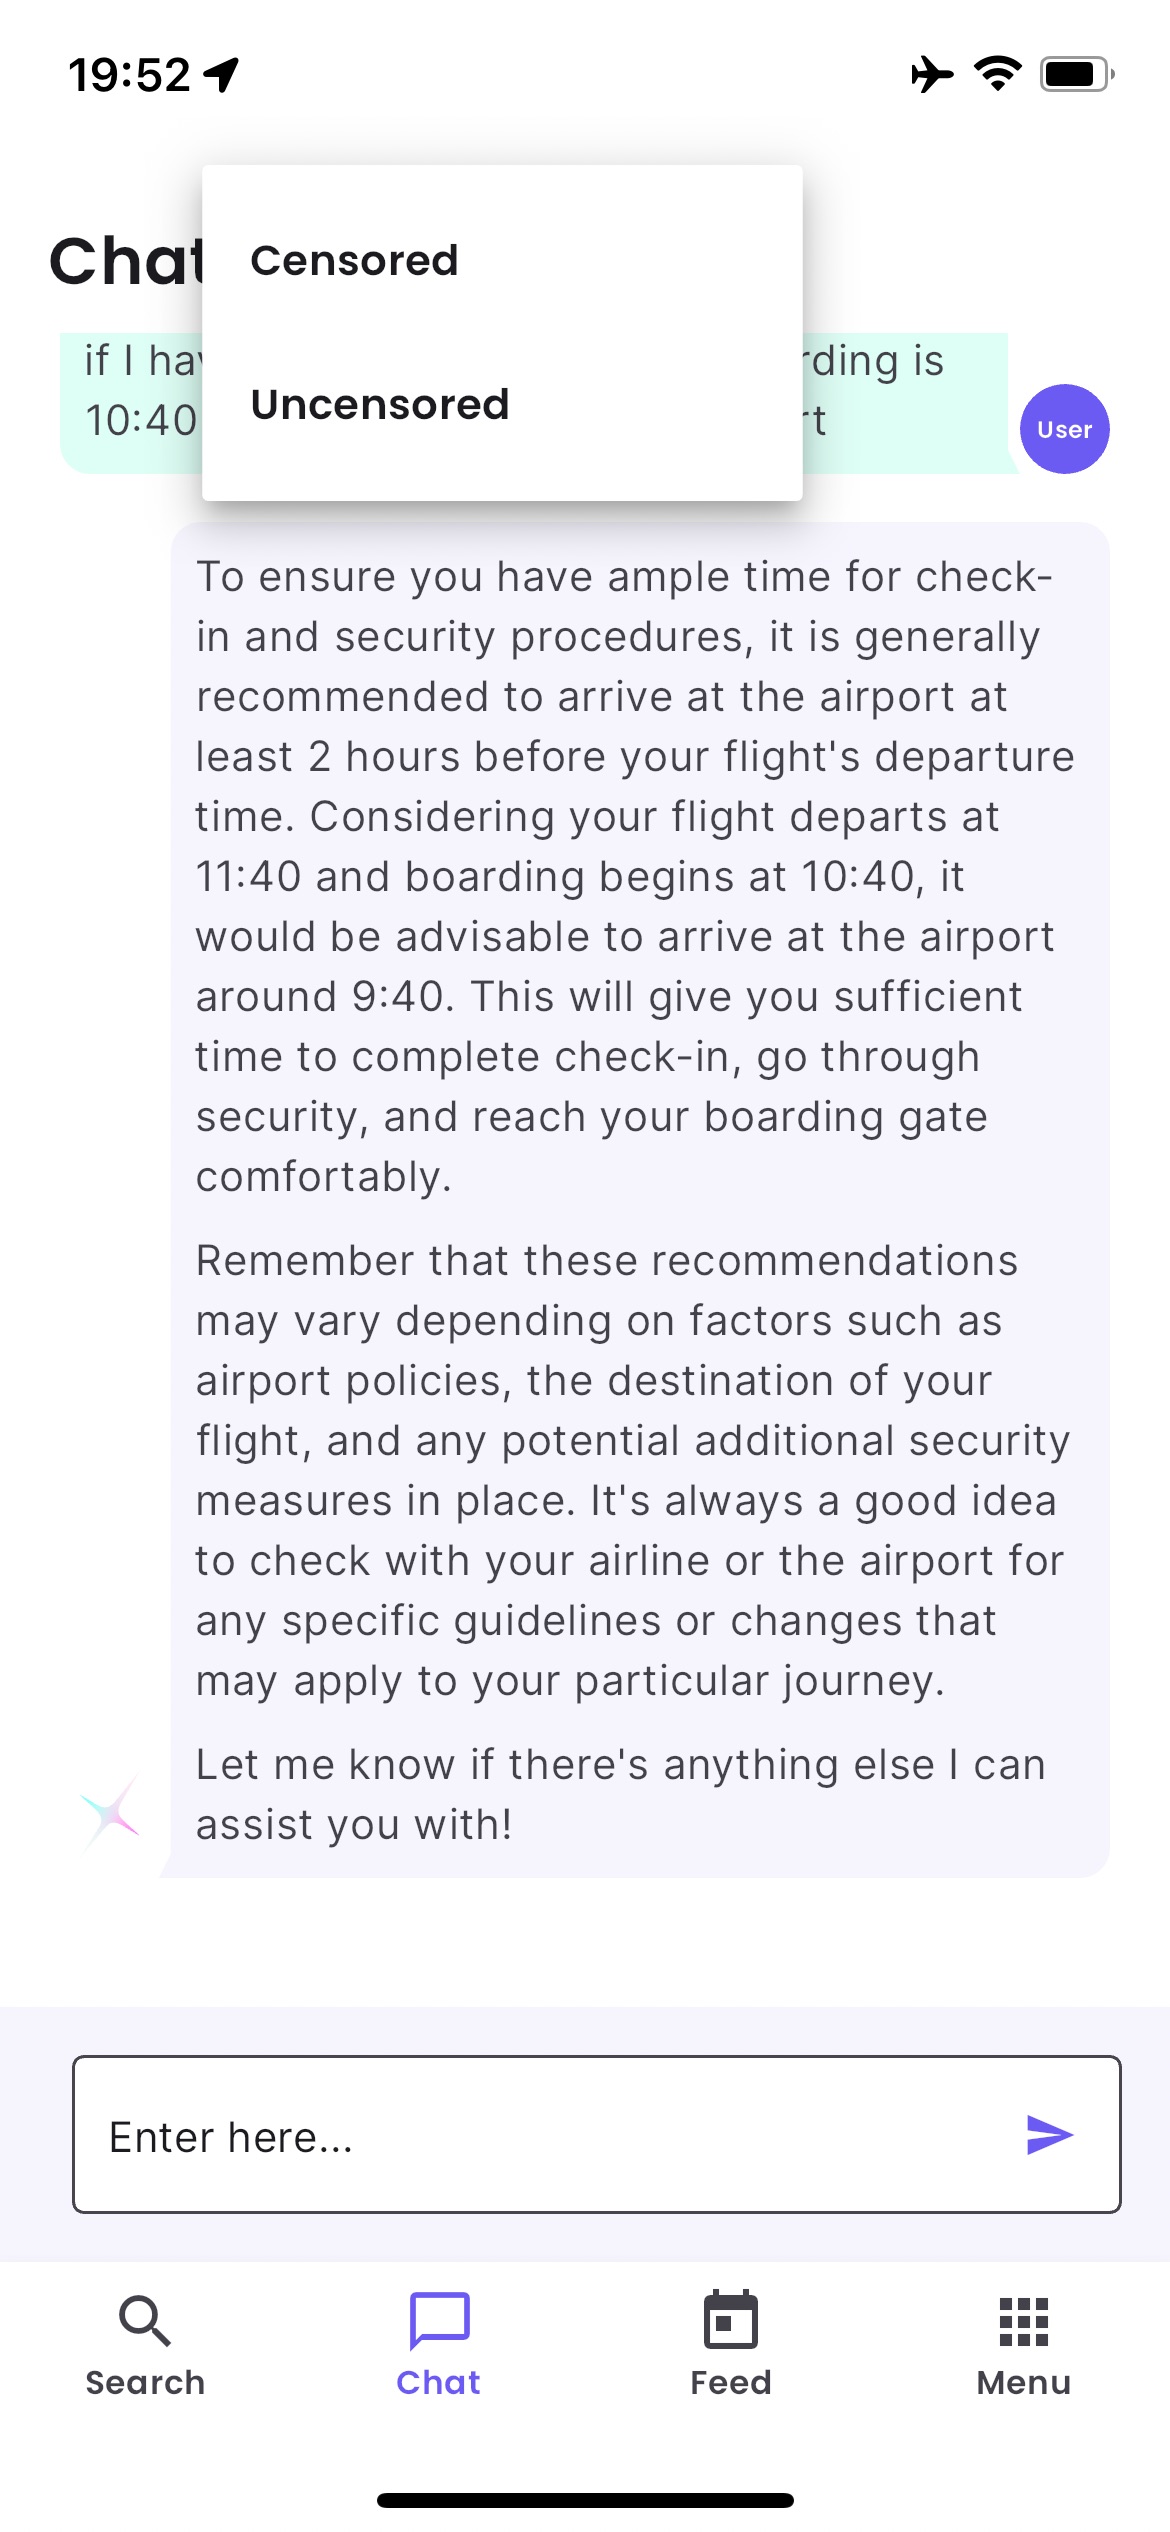 19:52
Chat
Censored
Uncensored
if I rding is
10:40 rt
User
To ensure you have ample time for check-
in and security procedures, it is generally
recommended to arrive at the airport at
least 2 hours before your flight's departure
time. Considering your flight departs at
11:40 and boarding begins at 10:40, it
would be advisable to arrive at the airport
around 9:40. This will give you sufficient
time to complete check-in, go through
security, and reach your boarding gate
comfortably.
Remember that these recommendations
may vary depending on factors such as
airport policies, the destination of your
flight, and any potential additional security
measures in place. It's always a good idea
to check with your airline or the airport for
any specific guidelines or changes that
may apply to your particular journey.
Let me know if there's anything else I can
assist you with!
Enter here...
Search
Chat
Feed
Menu